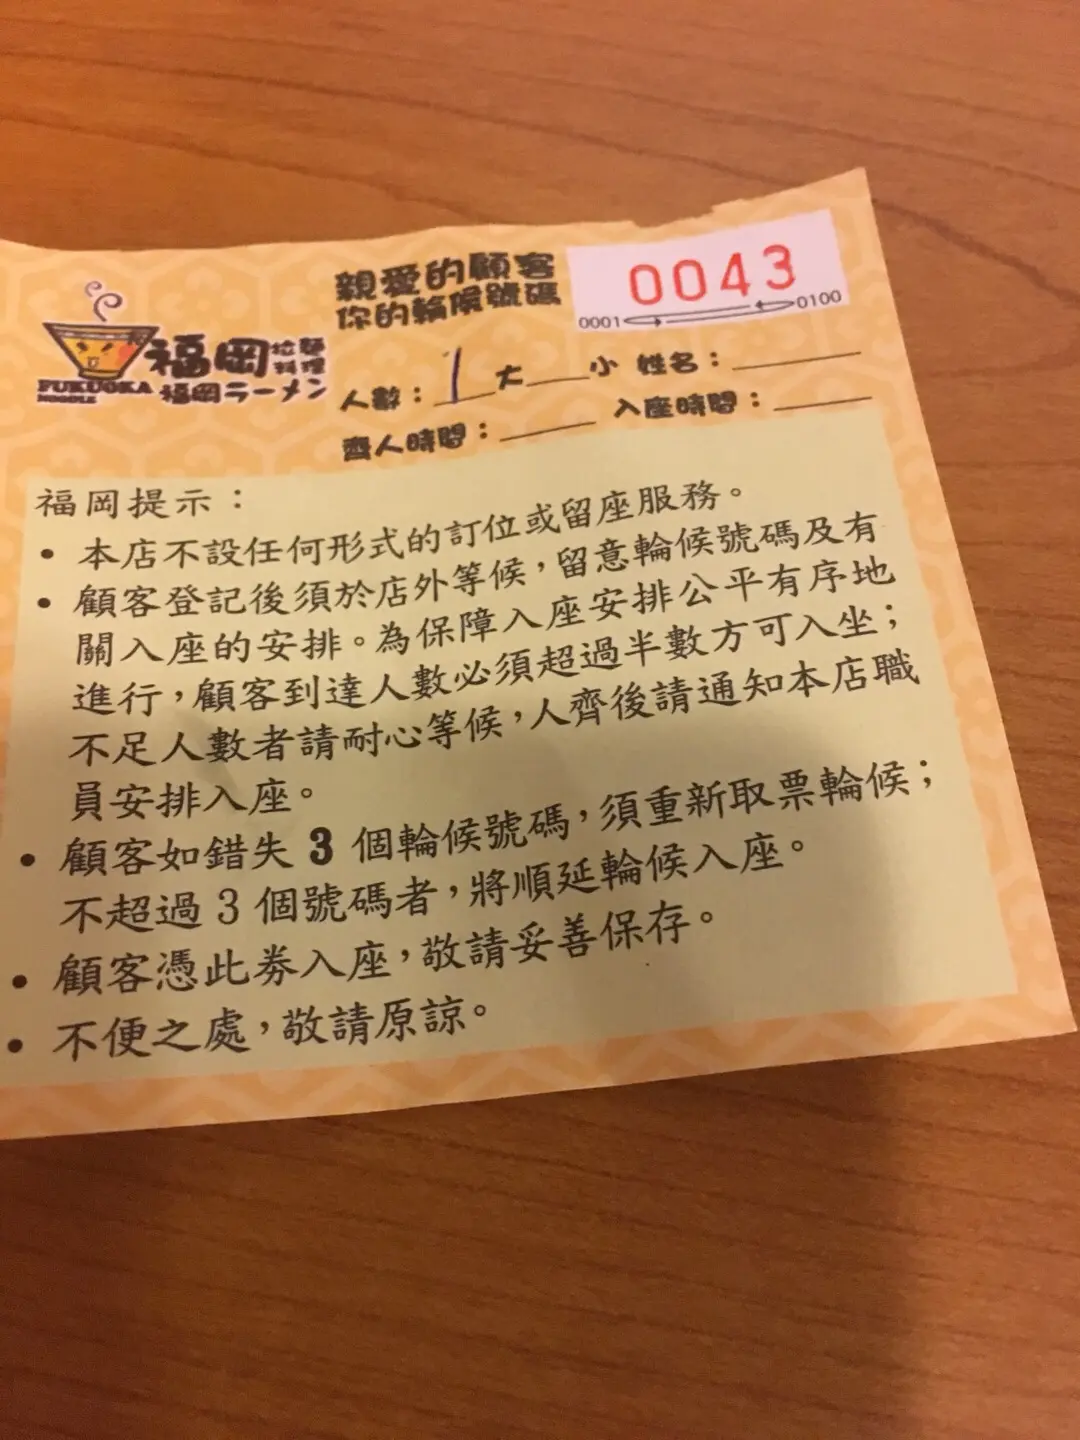 親愛的顧客
你的輪候號碼
0043
0001 0100
福岡拉麵料理
FUKUOKA
NOODLE
福岡ラーメン
人數：1大____小 姓名：
齊人時間： 入座時間：
福岡提示：
• 本店不設任何形式的訂位或留座服務。
• 顧客登記後須於店外等候，留意輪候號碼及有
關入座的安排。為保障入座安排公平有序地
進行，顧客到達人數必須超過半數方可入坐；
不足人數者請耐心等候，人齊後請通知本店職
員安排入座。
• 顧客如錯失 3 個輪候號碼，須重新取票輪候；
不超過 3 個號碼者，將順延輪候入座。
• 顧客憑此券入座，敬請妥善保存。
• 不便之處，敬請原諒。